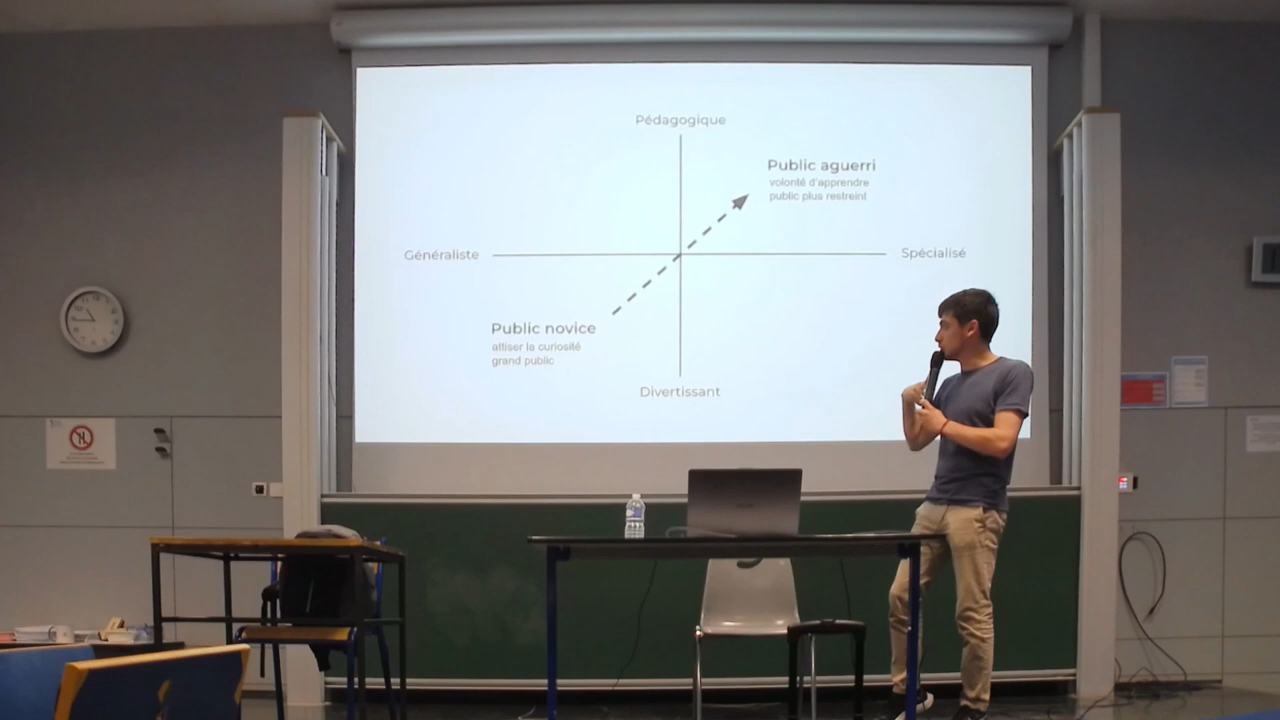 Pédagogique
Public aguerri
volonté d'apprendre
public plus restreint
Généraliste
Spécialisé
Public novice
attiser la curiosité
grand public
Divertissant